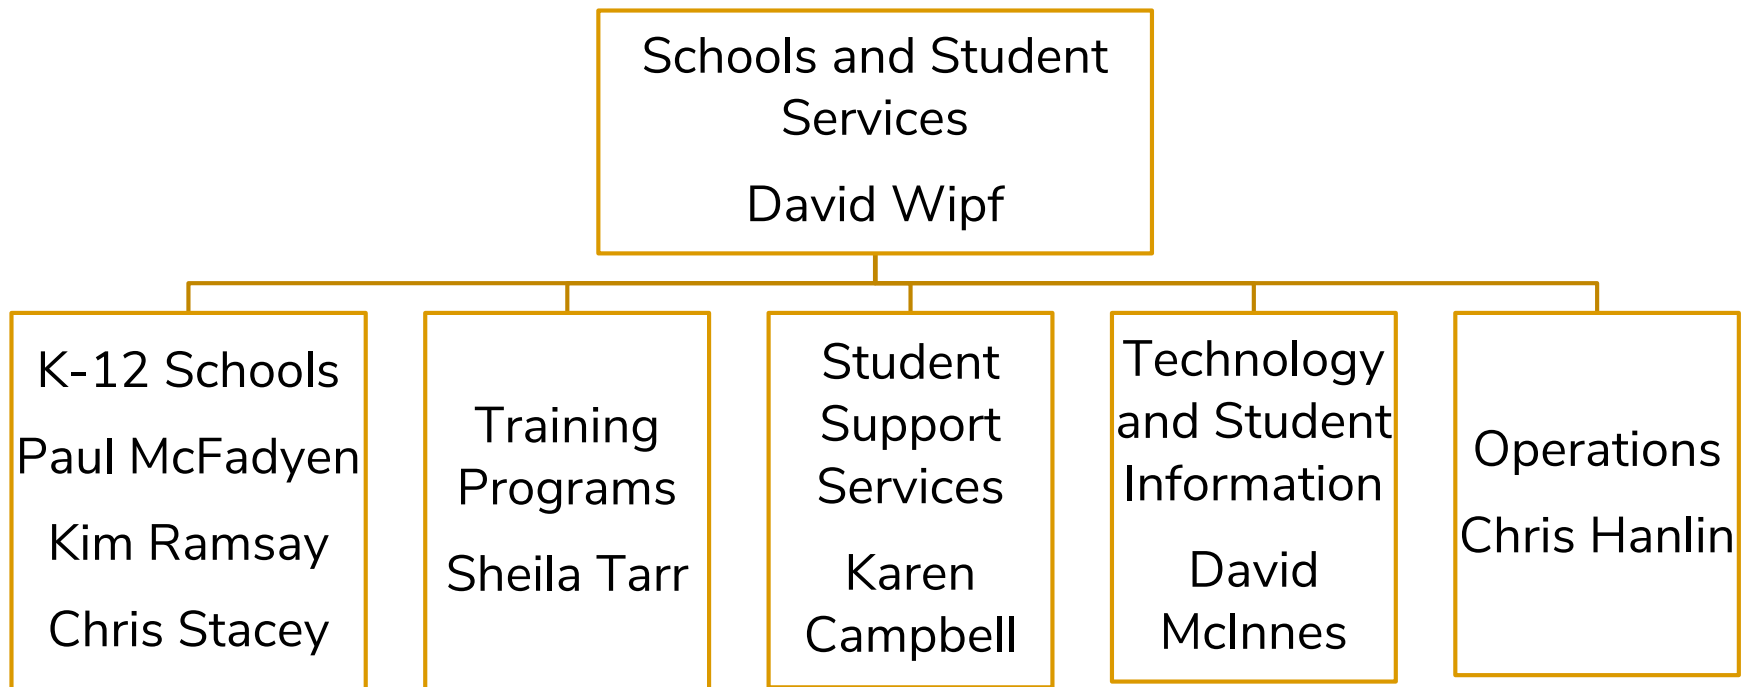 Schools and Student
Services
David Wipf
K-12 Schools
Paul McFadyen
Kim Ramsay
Chris Stacey
Training
Programs
Sheila Tarr
Student
Support
Services
Karen
Campbell
Technology
and Student
Information
David
McInnes
Operations
Chris Hanlin